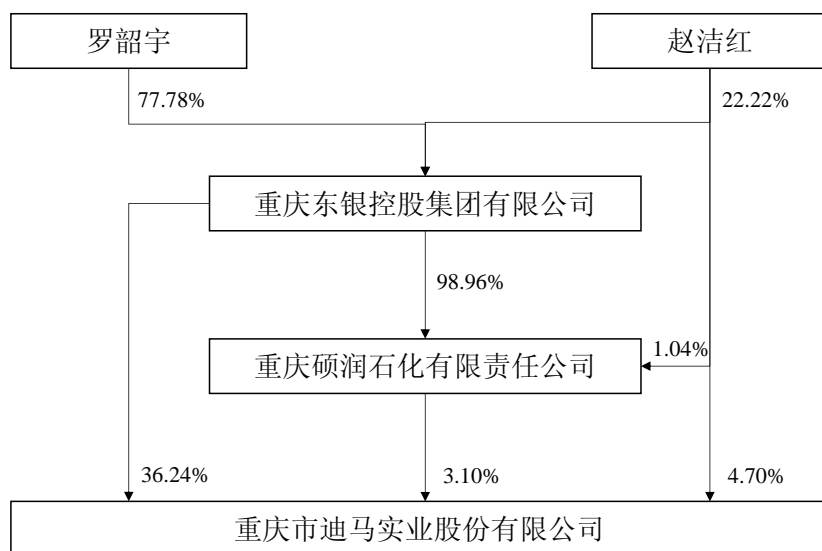 罗韶宇
赵洁红
77.78%
22.22%
重庆东银控股集团有限公司
98.96%
1.04%
重庆硕润石化有限责任公司
36.24%
3.10%
4.70%
重庆市迪马实业股份有限公司